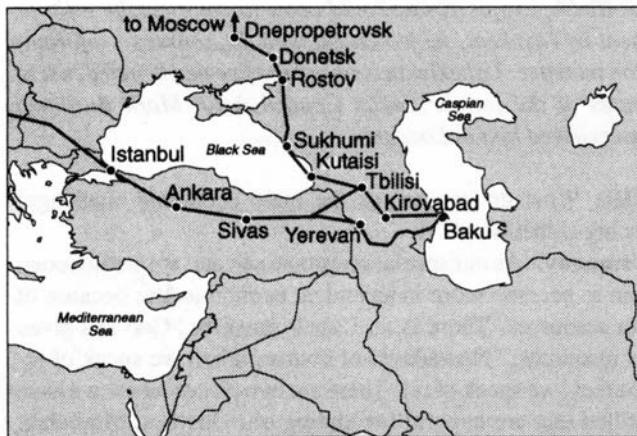 to Moscow
Dnepropetrovsk
Donetsk
Rostov
Caspian
Sea
Black Sea
Sukhumi
Kutaisi
Istanbul
Tbilisi
Ankara
Kirovabad
Sivas
Yerevan
Baku
Mediterranean
Sea